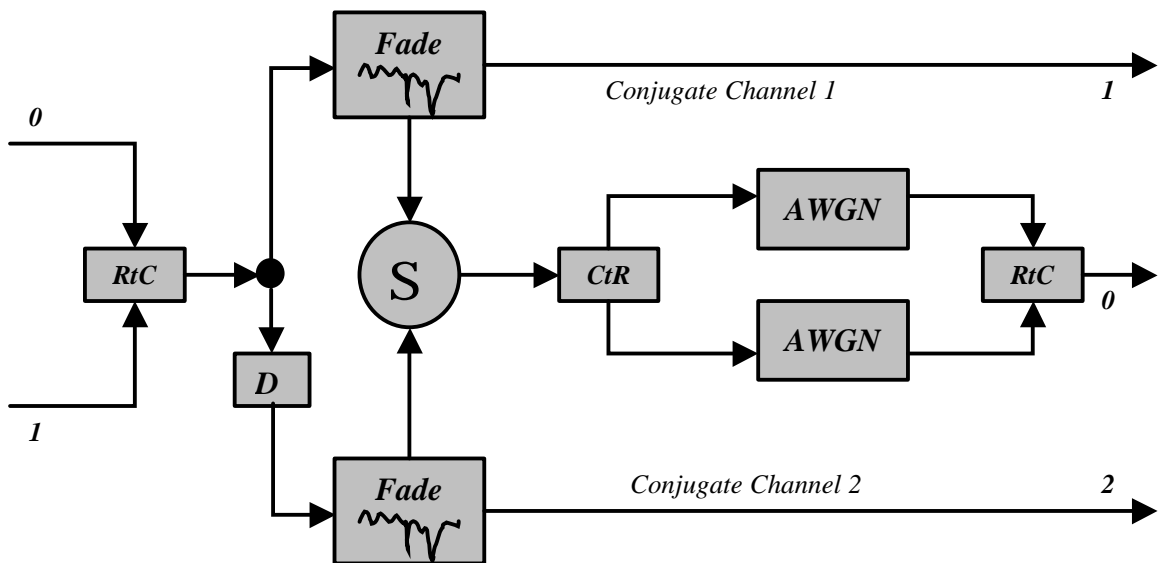 Fade
Conjugate Channel 1
1
0
AWGN
RtC
S
CtR
RtC
0
AWGN
D
1
Fade
Conjugate Channel 2
2